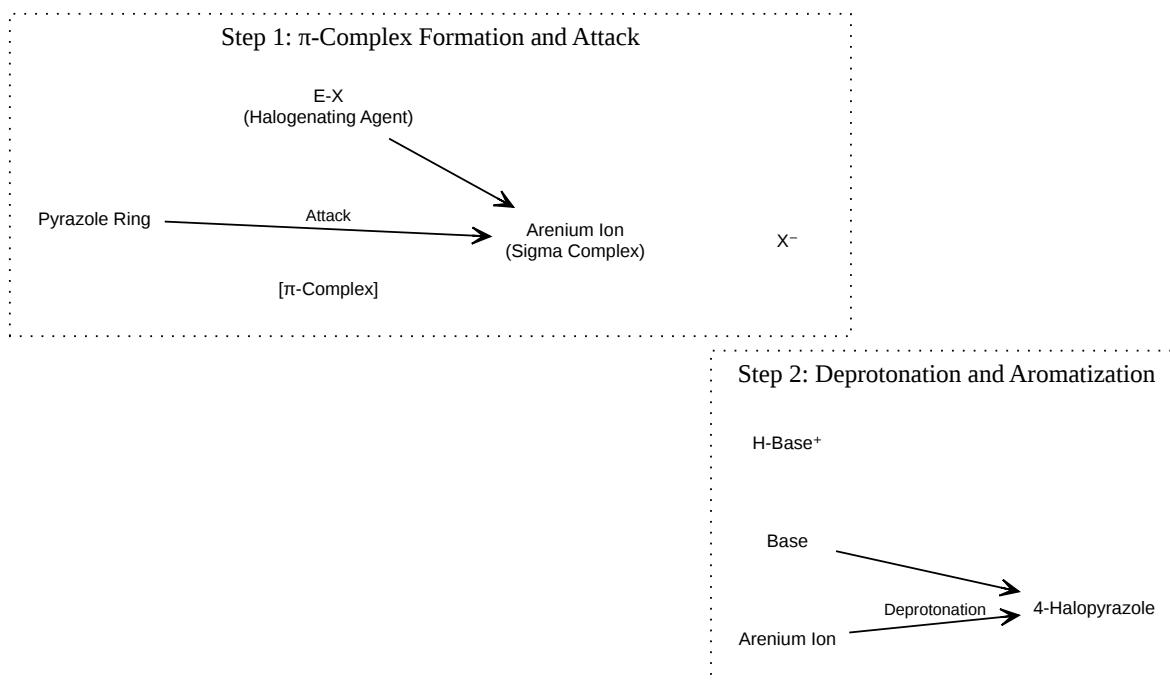 Step 1: π-Complex Formation and Attack
E-X
(Halogenating Agent)
Pyrazole Ring
Attack
Arenium Ion
(Sigma Complex)
X⁻
[π-Complex]
Step 2: Deprotonation and Aromatization
H-Base⁺
Base
Deprotonation
4-Halopyrazole
Arenium Ion